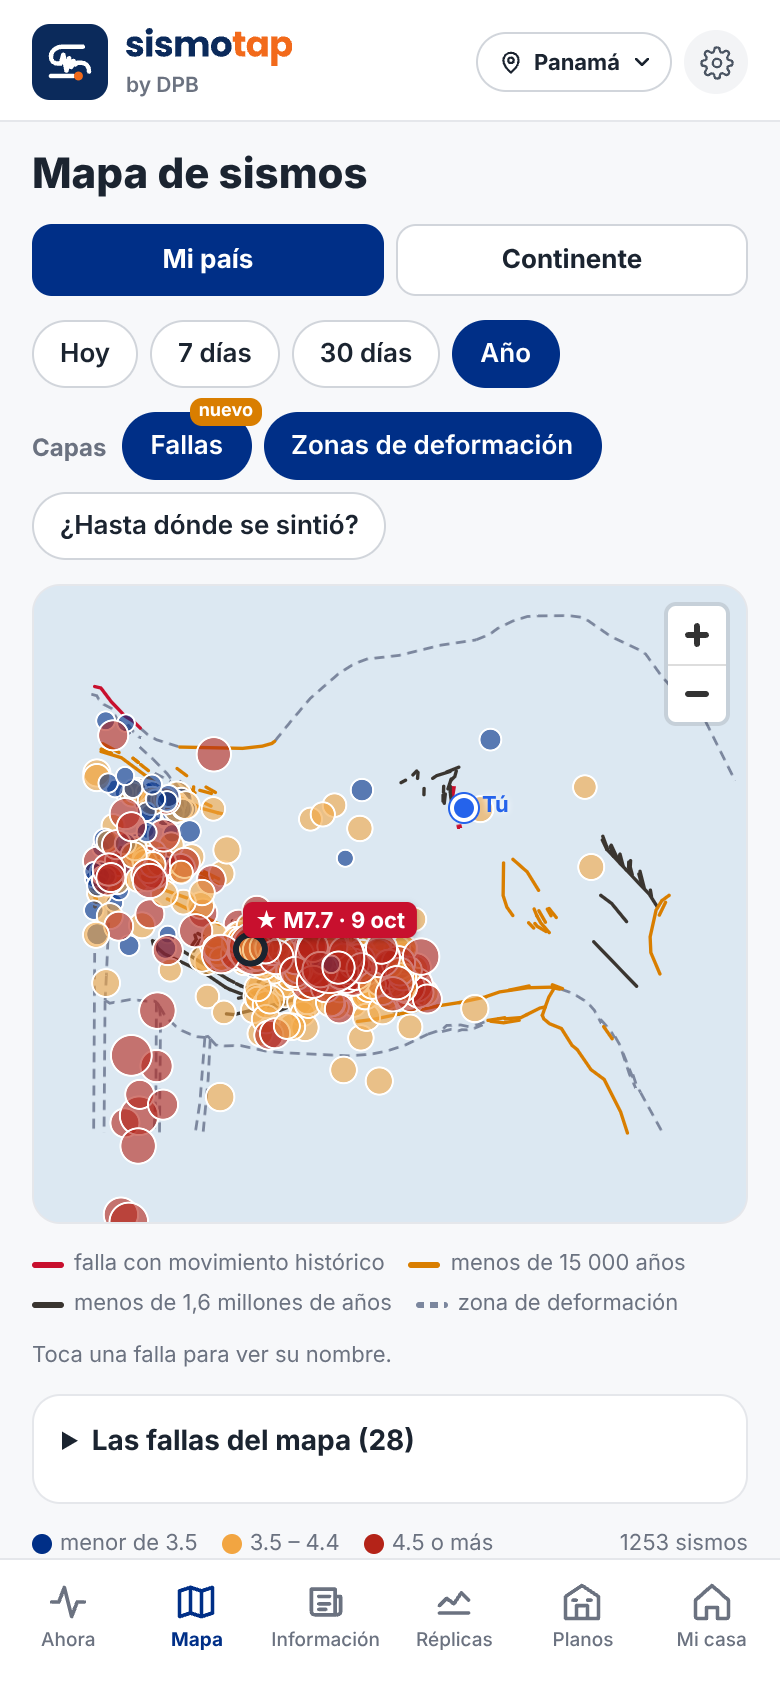 sismotap
by DPB
Panamá
Mapa de sismos
Mi país
Continente
Hoy
7 días
30 días
Año
nuevo
Capas
Fallas
Zonas de deformación
¿Hasta dónde se sintió?
+
−
Tú
★ M7.7 · 9 oct
falla con movimiento histórico
menos de 15 000 años
menos de 1,6 millones de años
zona de deformación
Toca una falla para ver su nombre.
▶ Las fallas del mapa (28)
menor de 3.5
3.5 – 4.4
4.5 o más
1253 sismos
Ahora
Mapa
Información
Réplicas
Planos
Mi casa